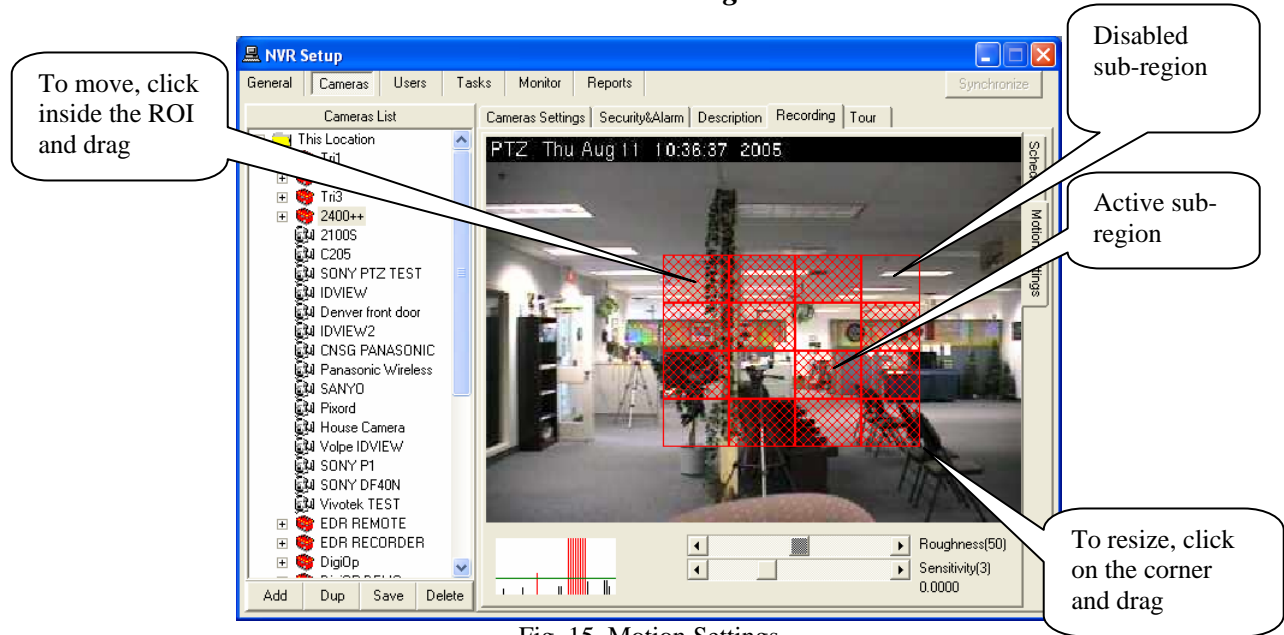 Disabled
sub-region
To move, click
inside the ROI
and drag
NVR Setup
General Cameras Users Tasks Monitor Reports Synchronize
Cameras List
Cameras Settings Security&Alarm Description Recording Tour
This Location
Tri1
Tri3
2400++
2100S
C205
SONY PTZ TEST
IDVIEW
Denver front door
IDVIEW2
CNSG PANASONIC
Panasonic Wireless
SANYO
Pixord
House Camera
Volpe IDVIEW
SONY P1
SONY DF40N
Vivotek TEST
EDR REMOTE
EDR RECORDER
DigiOp
Add Dup Save Delete
PTZ Thu Aug 11 10:36:37 2005
Active sub-
region
Roughness(50)
Sensitivity(3)
0.0000
To resize, click
on the corner
and drag
Fig. 15 Motion Settings